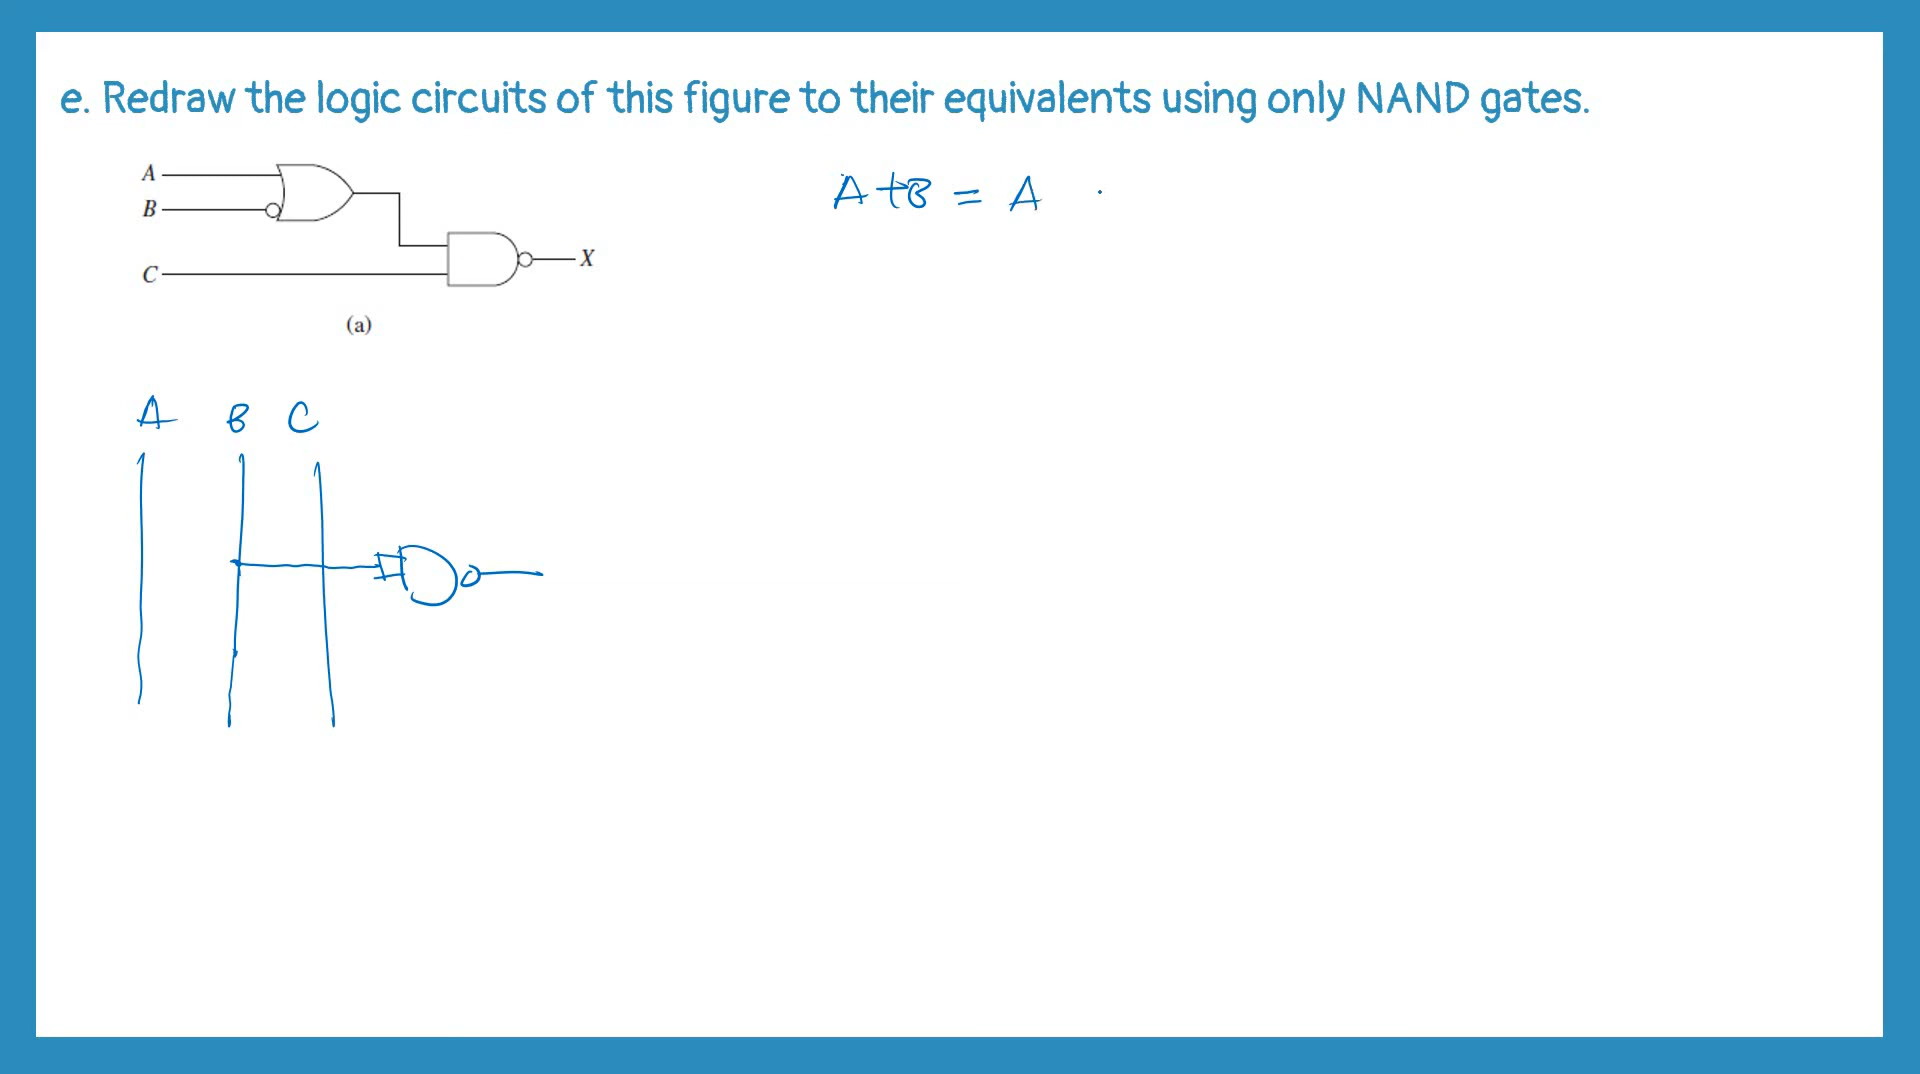 e. Redraw the logic circuits of this figure to their equivalents using only NAND gates.
A
B
C
X
(a)
A + B = A ·
A B C